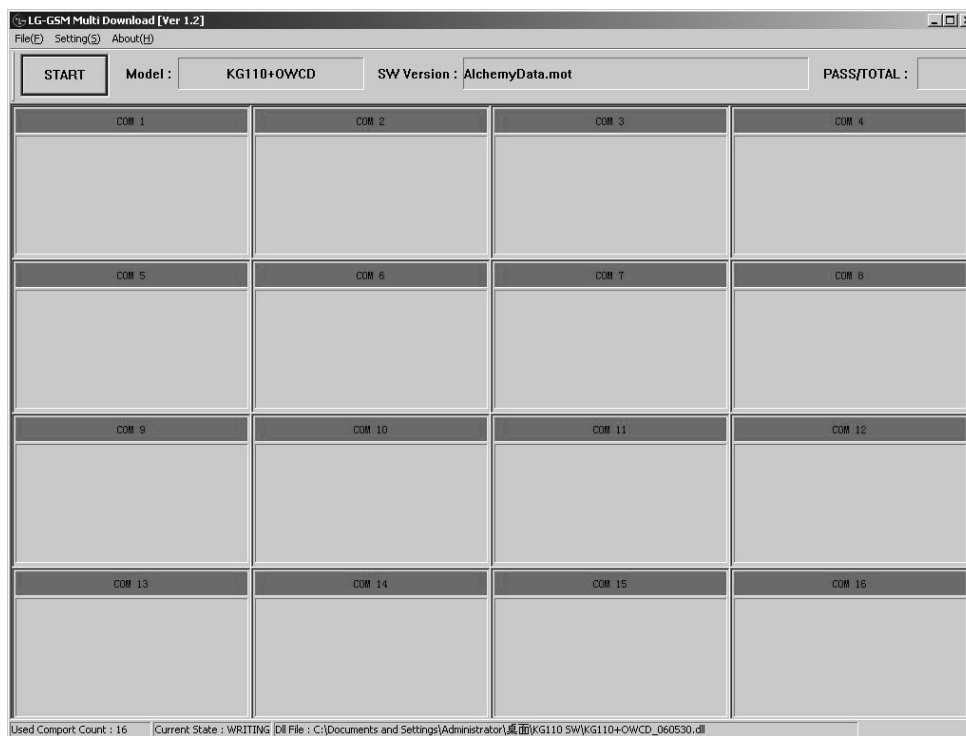 LG-GSM Multi Download [Ver 1.2]
File(F) Setting(S) About(H)
START Model : KG110+OWCD SW Version : AlchemyData.mot PASS/TOTAL :
COM 1 COM 2 COM 3 COM 4
COM 5 COM 6 COM 7 COM 8
COM 9 COM 10 COM 11 COM 12
COM 13 COM 14 COM 15 COM 16
Used Comport Count : 16 Current State : WRITING Dll File : C:\Documents and Settings\Administrator\桌面\KG110 SW\KG110+OWCD_060530.dll